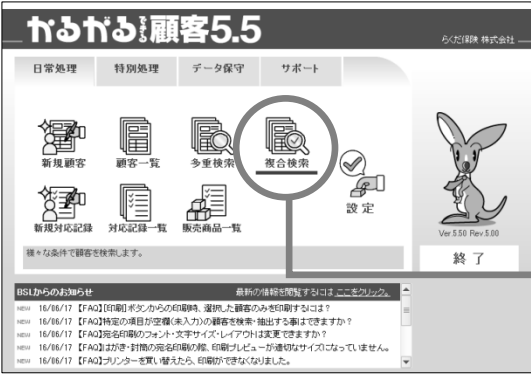 かるがるできる顧客5.5
らくだ保険 株式会社
日常処理 特別処理 データ保守 サポート
新規顧客 顧客一覧 多重検索 複合検索
設定
新規対応記録 対応記録一覧 販売商品一覧
Ver.5.50 Rev.5.00
様々な条件で顧客を検索します。
終了
BSLからのお知らせ 最新の情報を閲覧するには、ここをクリック。
NEW 16/06/17 【FAQ】[印刷]ボタンからの印刷時、選択した顧客のみを印刷するには?
NEW 16/06/17 【FAQ】特定の項目が空欄(未入力)の顧客を検索・抽出する事はできますか?
NEW 16/06/17 【FAQ】宛名印刷のフォント・文字サイズ・レイアウトは変更できますか?
NEW 16/06/17 【FAQ】はがき・封筒の宛名印刷の際、印刷プレビューが適切なサイズになっていません。
NEW 16/06/17 【FAQ】プリンターを買い替えたら、印刷ができなくなりました。